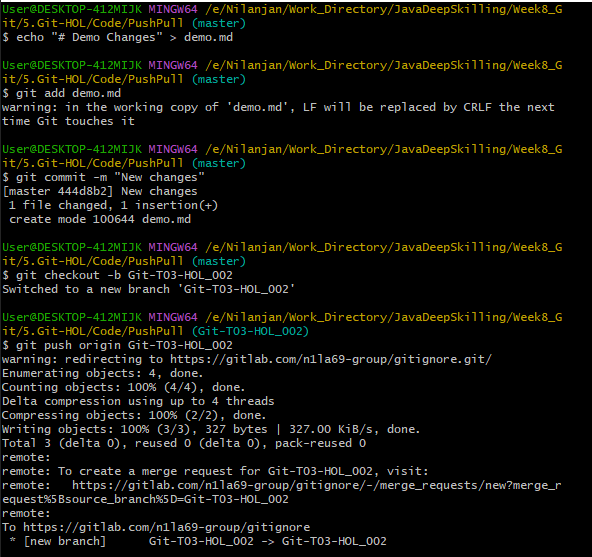 User@DESKTOP-412MIJK MINGW64 /e/Nilanjan/Work_Directory/JavaDeepSkilling/Week8_G
it/5.Git-HOL/Code/PushPull (master)
$ echo "# Demo Changes" > demo.md
User@DESKTOP-412MIJK MINGW64 /e/Nilanjan/Work_Directory/JavaDeepSkilling/Week8_G
it/5.Git-HOL/Code/PushPull (master)
$ git add demo.md
warning: in the working copy of 'demo.md', LF will be replaced by CRLF the next
time Git touches it
User@DESKTOP-412MIJK MINGW64 /e/Nilanjan/Work_Directory/JavaDeepSkilling/Week8_G
it/5.Git-HOL/Code/PushPull (master)
$ git commit -m "New changes"
[master 444d8b2] New changes
 1 file changed, 1 insertion(+)
 create mode 100644 demo.md
User@DESKTOP-412MIJK MINGW64 /e/Nilanjan/Work_Directory/JavaDeepSkilling/Week8_G
it/5.Git-HOL/Code/PushPull (master)
$ git checkout -b Git-T03-HOL_002
Switched to a new branch 'Git-T03-HOL_002'
User@DESKTOP-412MIJK MINGW64 /e/Nilanjan/Work_Directory/JavaDeepSkilling/Week8_G
it/5.Git-HOL/Code/PushPull (Git-T03-HOL_002)
$ git push origin Git-T03-HOL_002
warning: redirecting to https://gitlab.com/n1la69-group/gitignore.git/
Enumerating objects: 4, done.
Counting objects: 100% (4/4), done.
Delta compression using up to 4 threads
Compressing objects: 100% (2/2), done.
Writing objects: 100% (3/3), 327 bytes | 327.00 KiB/s, done.
Total 3 (delta 0), reused 0 (delta 0), pack-reused 0
remote:
remote: To create a merge request for Git-T03-HOL_002, visit:
remote:   https://gitlab.com/n1la69-group/gitignore/-/merge_requests/new?merge_r
equest%5Bsource_branch%5D=Git-T03-HOL_002
remote:
To https://gitlab.com/n1la69-group/gitignore
 * [new branch]      Git-T03-HOL_002 -> Git-T03-HOL_002